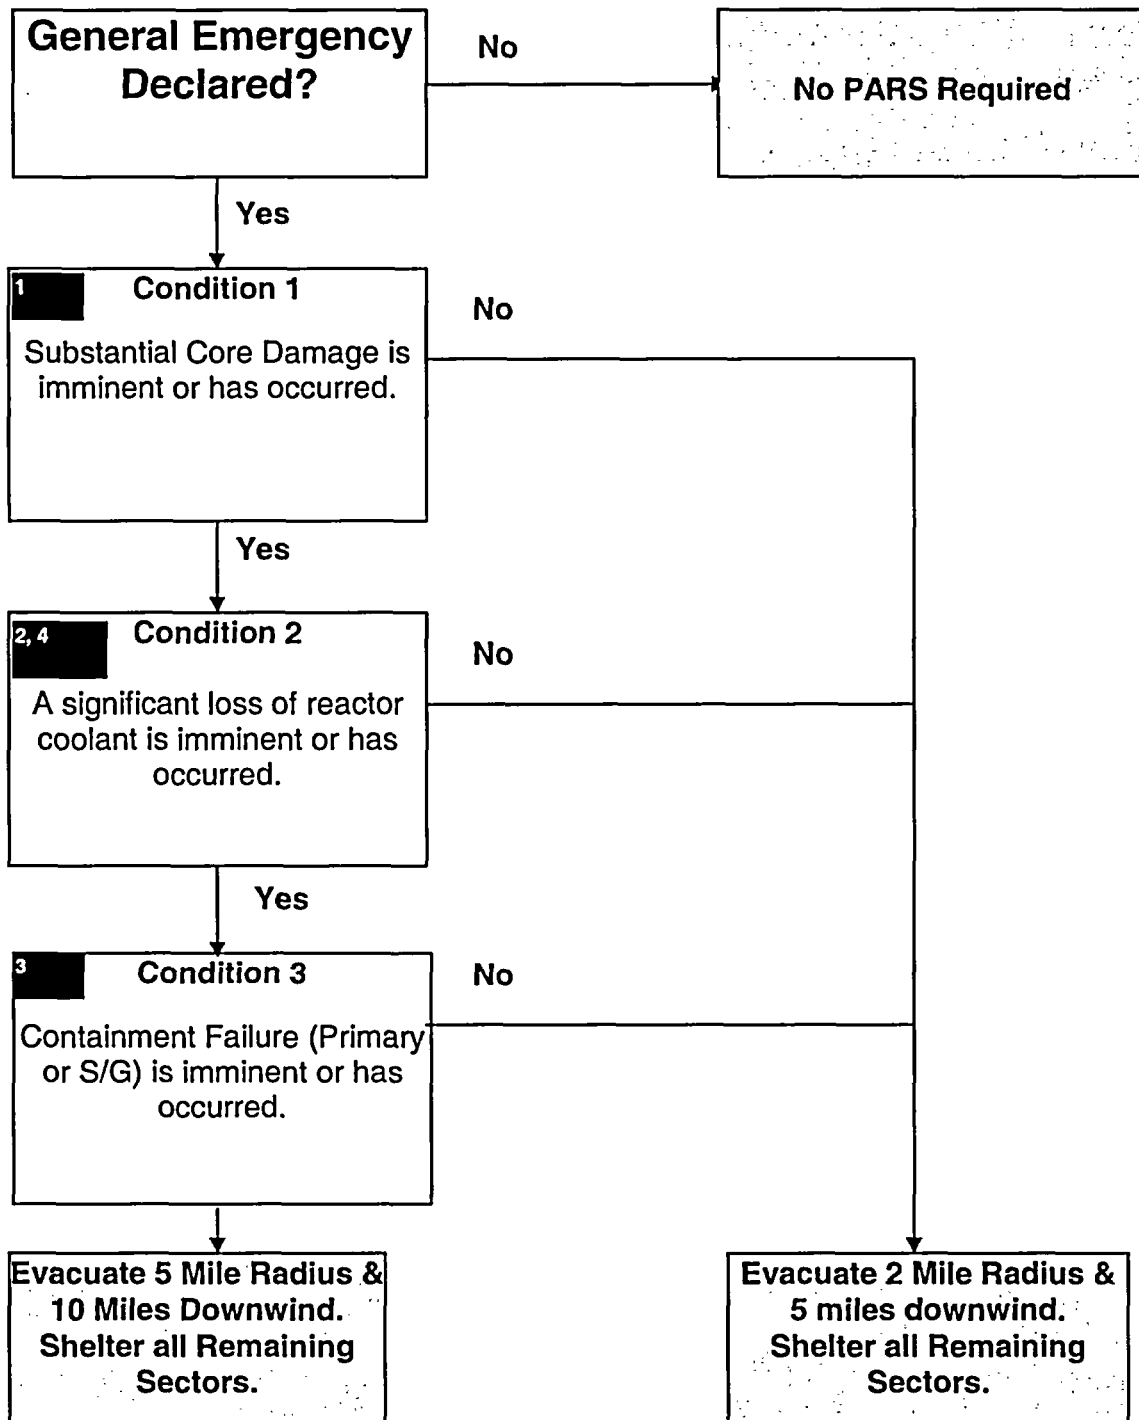 General Emergency
Declared?
No
No PARS Required
Yes
1
Condition 1
No
Substantial Core Damage is
imminent or has occurred.
Yes
2, 4
Condition 2
No
A significant loss of reactor
coolant is imminent or has
occurred.
Yes
3
Condition 3
No
Containment Failure (Primary
or S/G) is imminent or has
occurred.
Evacuate 5 Mile Radius &
10 Miles Downwind.
Shelter all Remaining
Sectors.
Evacuate 2 Mile Radius &
5 miles downwind.
Shelter all Remaining
Sectors.